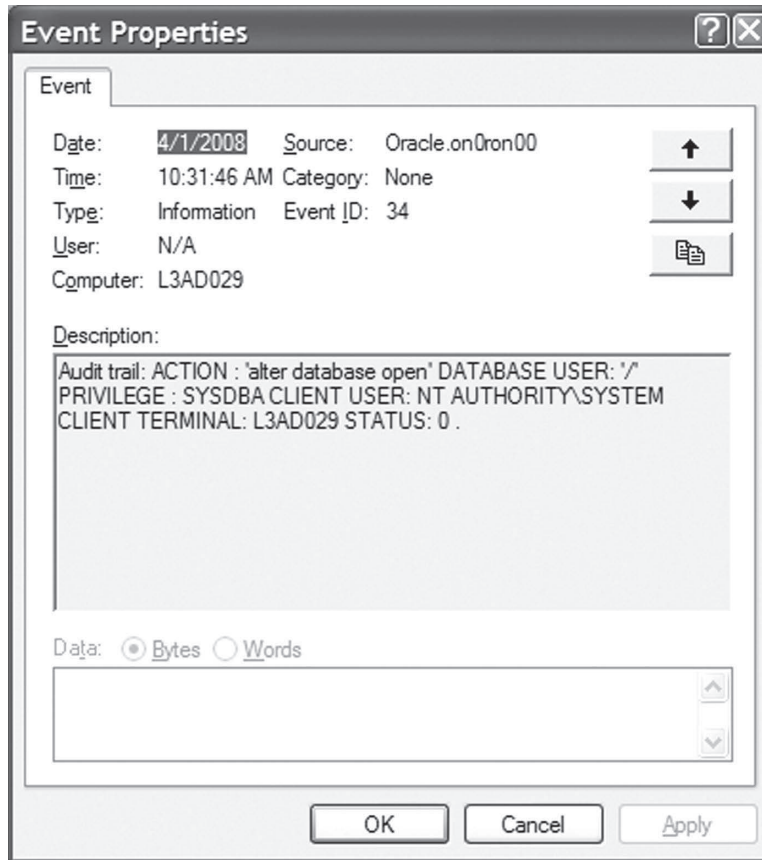 Event Properties
Event
Date: 4/1/2008 Source: Oracle.on0ron00
Time: 10:31:46 AM Category: None
Type: Information Event ID: 34
User: N/A
Computer: L3AD029
Description:
Audit trail: ACTION : 'alter database open' DATABASE USER: '/'
PRIVILEGE : SYSDBA CLIENT USER: NT AUTHORITY\SYSTEM
CLIENT TERMINAL: L3AD029 STATUS: 0 .
Data: Bytes Words
OK Cancel Apply